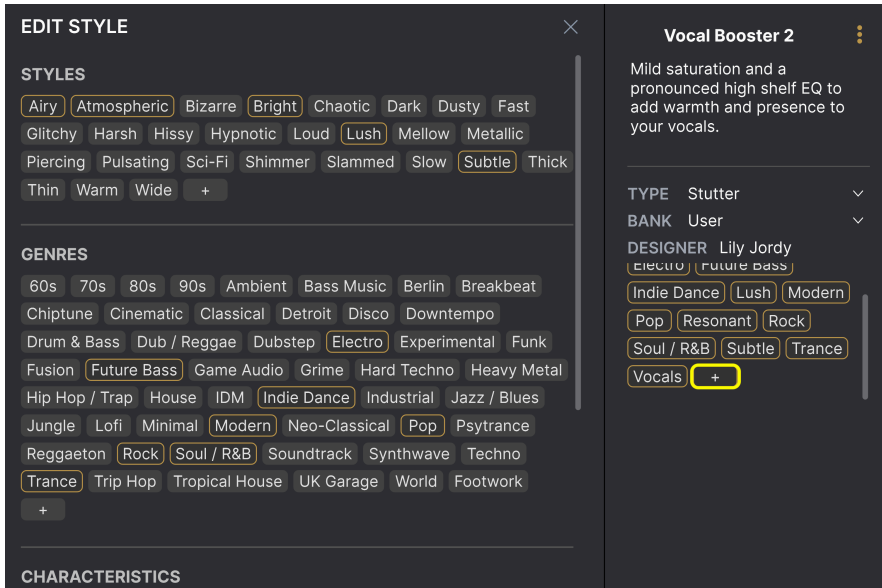 EDIT STYLE
STYLES
Airy Atmospheric Bizarre Bright Chaotic Dark Dusty Fast
Glitchy Harsh Hissy Hypnotic Loud Lush Mellow Metallic
Piercing Pulsating Sci-Fi Shimmer Slammed Slow Subtle Thick
Thin Warm Wide +
GENRES
60s 70s 80s 90s Ambient Bass Music Berlin Breakbeat
Chiptune Cinematic Classical Detroit Disco Downtempo
Drum & Bass Dub / Reggae Dubstep Electro Experimental Funk
Fusion Future Bass Game Audio Grime Hard Techno Heavy Metal
Hip Hop / Trap House IDM Indie Dance Industrial Jazz / Blues
Jungle Lofi Minimal Modern Neo-Classical Pop Psytrance
Reggaeton Rock Soul / R&B Soundtrack Synthwave Techno
Trance Trip Hop Tropical House UK Garage World Footwork
+
CHARACTERISTICS
Vocal Booster 2
Mild saturation and a
pronounced high shelf EQ to
add warmth and presence to
your vocals.
TYPE Stutter
BANK User
DESIGNER Lily Jordy
Electro Future Bass
Indie Dance Lush Modern
Pop Resonant Rock
Soul / R&B Subtle Trance
Vocals +